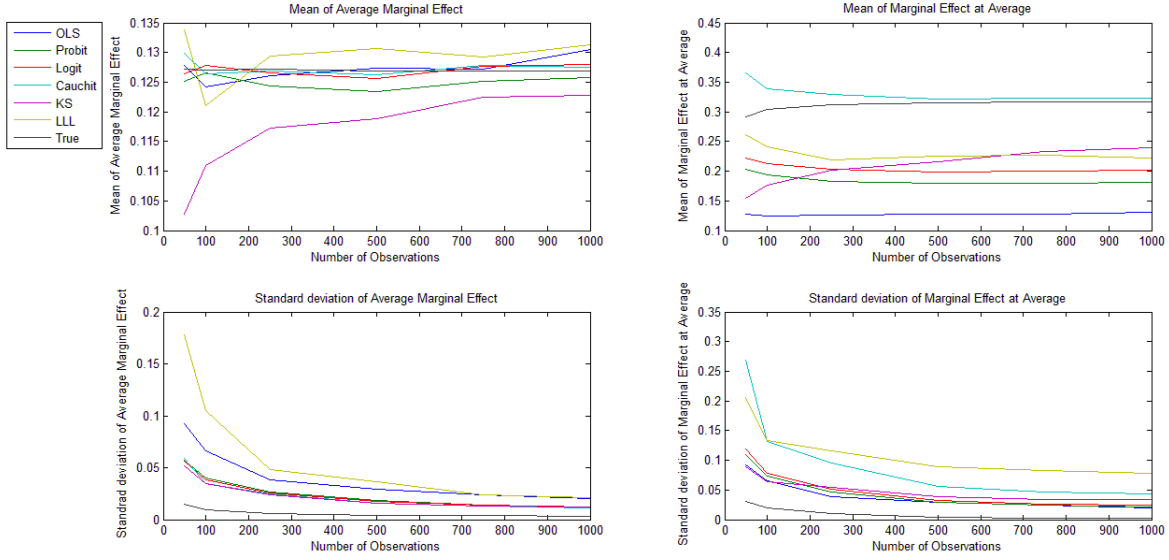 OLS
Probit
Logit
Cauchit
KS
LLL
True
Mean of Average Marginal Effect
Mean of Average Marginal Effect
0.135
0.13
0.125
0.12
0.115
0.11
0.105
0.1
0 100 200 300 400 500 600 700 800 900 1000
Number of Observations
Mean of Marginal Effect at Average
Mean of Marginal Effect at Average
0.45
0.4
0.35
0.3
0.25
0.2
0.15
0.1
0 100 200 300 400 500 600 700 800 900 1000
Number of Observations
Standard deviation of Average Marginal Effect
Standrad deviation of Average Marginal Effect
0.2
0.15
0.1
0.05
0
0 100 200 300 400 500 600 700 800 900 1000
Number of Observations
Standard deviation of Marginal Effect at Average
Standard deviation of Marginal Effect at Average
0.35
0.3
0.25
0.2
0.15
0.1
0.05
0
0 100 200 300 400 500 600 700 800 900 1000
Number of Observations